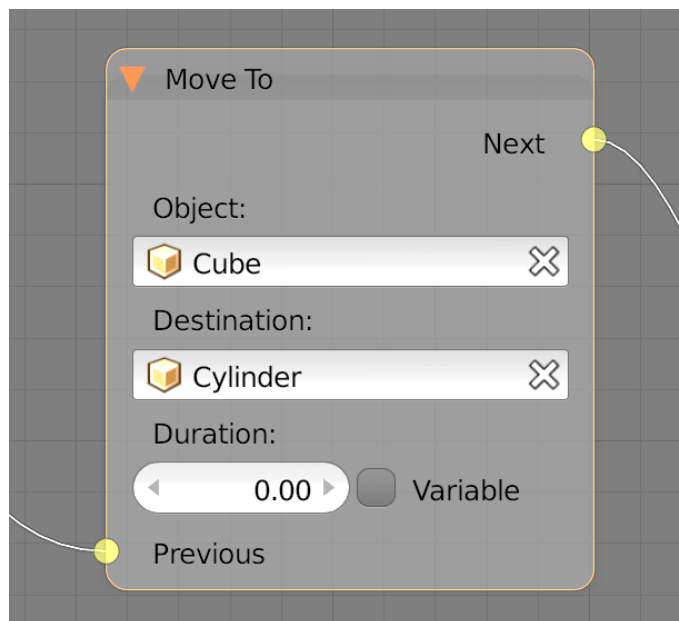 Move To
Next
Object:
Cube
Destination:
Cylinder
Duration:
0.00 Variable
Previous